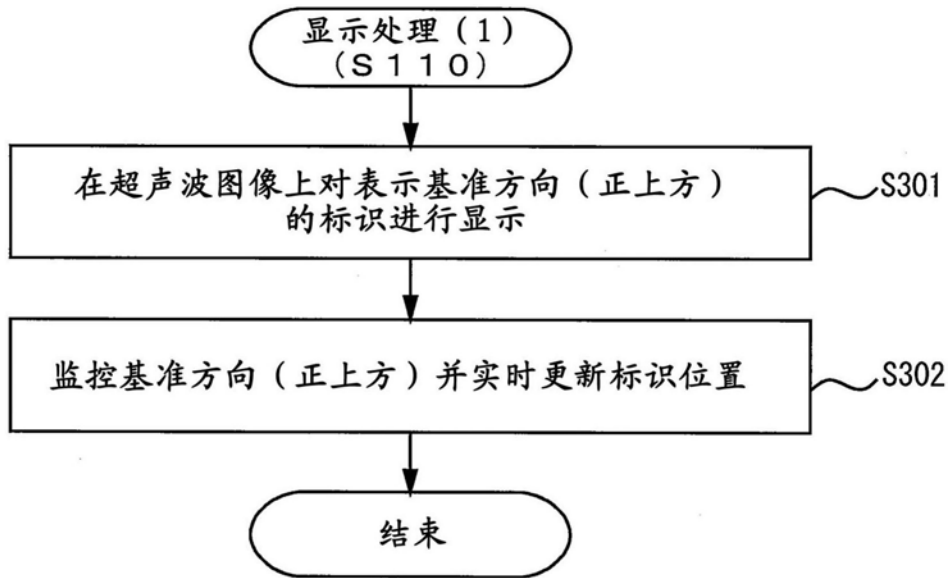 显示处理（1）
（S110）
在超声波图像上对表示基准方向（正上方）
的标识进行显示
S301
监控基准方向（正上方）并实时更新标识位置
S302
结束